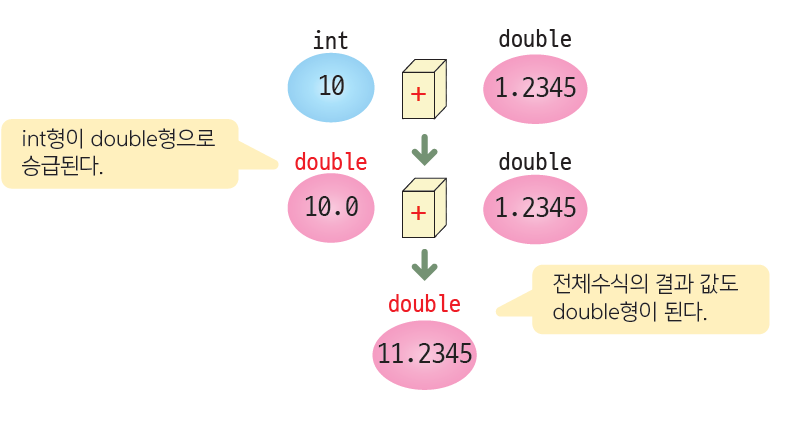 int
double
10
+
1.2345
int형이 double형으로
승급된다.
double
double
10.0
+
1.2345
전체수식의 결과 값도
double형이 된다.
double
11.2345